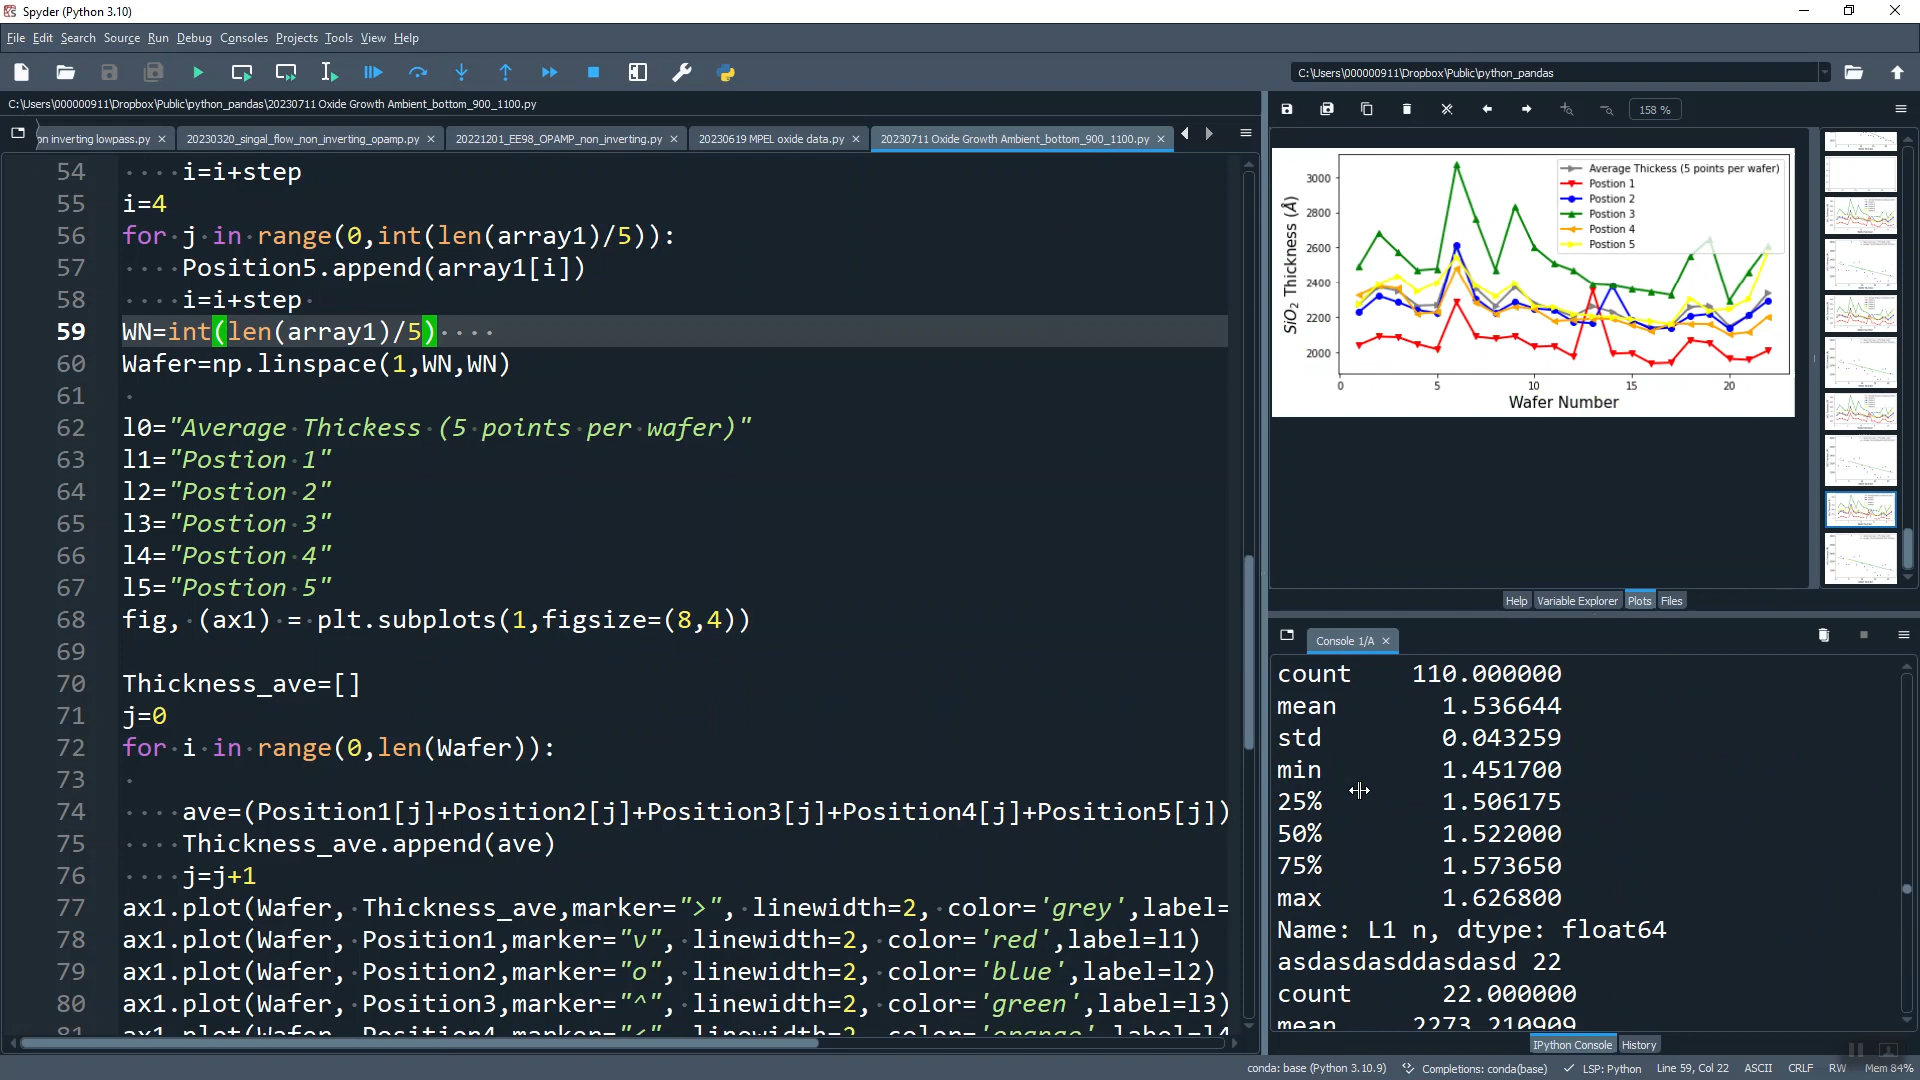 Spyder (Python 3.10)
File Edit Search Source Run Debug Consoles Projects Tools View Help
C:\Users\000000911\Dropbox\Public\python_pandas
C:\Users\000000911\Dropbox\Public\python_pandas\20230711 Oxide Growth Ambient_bottom_900_1100.py
on inverting lowpass.py
20230320_singal_flow_non_inverting_opamp.py
20221201_EE98_OPAMP_non_inverting.py
20230619 MPEL oxide data.py
20230711 Oxide Growth Ambient_bottom_900_1100.py
54 i=i+step
55 i=4
56 for j in range(0,int(len(array1)/5)):
57 Position5.append(array1[i])
58 i=i+step
59 WN=int(len(array1)/5)
60 Wafer=np.linspace(1,WN,WN)
61
62 l0="Average Thickess (5 points per wafer)"
63 l1="Postion 1"
64 l2="Postion 2"
65 l3="Postion 3"
66 l4="Postion 4"
67 l5="Postion 5"
68 fig, (ax1) = plt.subplots(1,figsize=(8,4))
69
70 Thickness_ave=[]
71 j=0
72 for i in range(0,len(Wafer)):
73
74 ave=(Position1[j]+Position2[j]+Position3[j]+Position4[j]+Position5[j])
75 Thickness_ave.append(ave)
76 j=j+1
77 ax1.plot(Wafer, Thickness_ave,marker=">", linewidth=2, color='grey',label=
78 ax1.plot(Wafer, Position1,marker="v", linewidth=2, color='red',label=l1)
79 ax1.plot(Wafer, Position2,marker="o", linewidth=2, color='blue',label=l2)
80 ax1.plot(Wafer, Position3,marker="^", linewidth=2, color='green',label=l3)
81 ax1.plot(Wafer, Position4,marker="<", linewidth=2, color='orange',label=l4
158 %
SiO2 Thickness (Å)
3000
2800
2600
2400
2200
2000
0 5 10 15 20
Wafer Number
Average Thickess (5 points per wafer)
Postion 1
Postion 2
Postion 3
Postion 4
Postion 5
Help Variable Explorer Plots Files
Console 1/A
count 110.000000
mean 1.536644
std 0.043259
min 1.451700
25% 1.506175
50% 1.522000
75% 1.573650
max 1.626800
Name: L1 n, dtype: float64
asdasdasddasdasd 22
count 22.000000
mean 2273.210909
IPython Console History
conda: base (Python 3.10.9) Completions: conda(base) LSP: Python Line 59, Col 22 ASCII CRLF RW Mem 84%